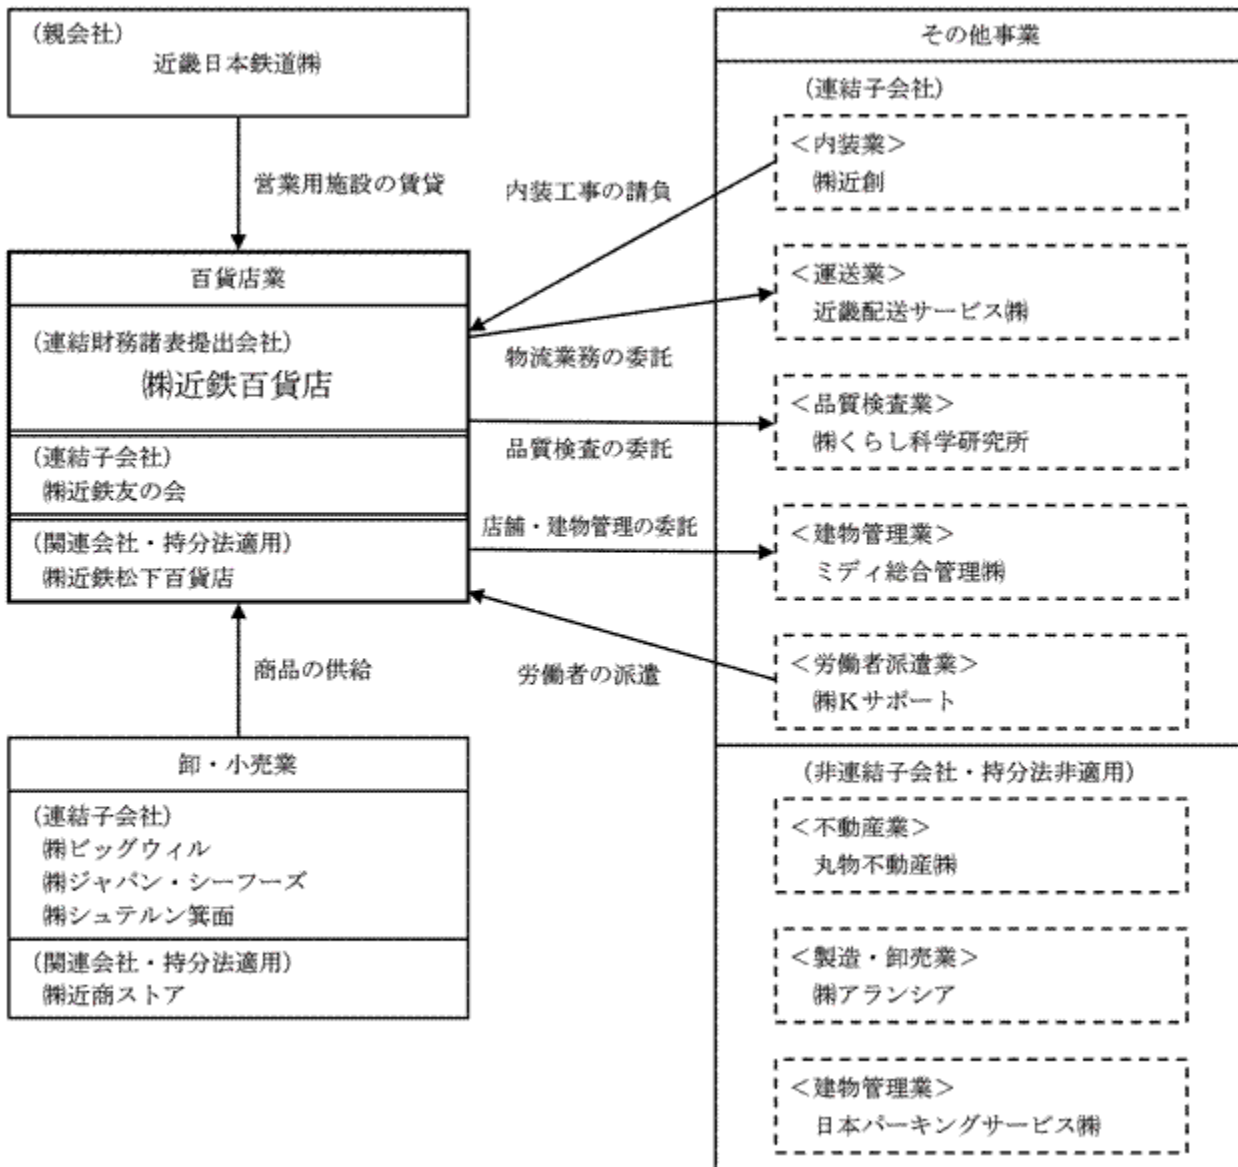 (親会社)
近畿日本鉄道㈱
営業用施設の賃貸
百貨店業
(連結財務諸表提出会社)
㈱近鉄百貨店
(連結子会社)
㈱近鉄友の会
(関連会社・持分法適用)
㈱近鉄松下百貨店
商品の供給
卸・小売業
(連結子会社)
㈱ビッグウィル
㈱ジャパン・シーフーズ
㈱シュテルン箕面
(関連会社・持分法適用)
㈱近商ストア
内装工事の請負
物流業務の委託
品質検査の委託
店舗・建物管理の委託
労働者の派遣
その他事業
(連結子会社)
＜内装業＞
㈱近創
＜運送業＞
近畿配送サービス㈱
＜品質検査業＞
㈱くらし科学研究所
＜建物管理業＞
ミディ総合管理㈱
＜労働者派遣業＞
㈱Kサポート
(非連結子会社・持分法非適用)
＜不動産業＞
丸物不動産㈱
＜製造・卸売業＞
㈱アランシア
＜建物管理業＞
日本パーキングサービス㈱